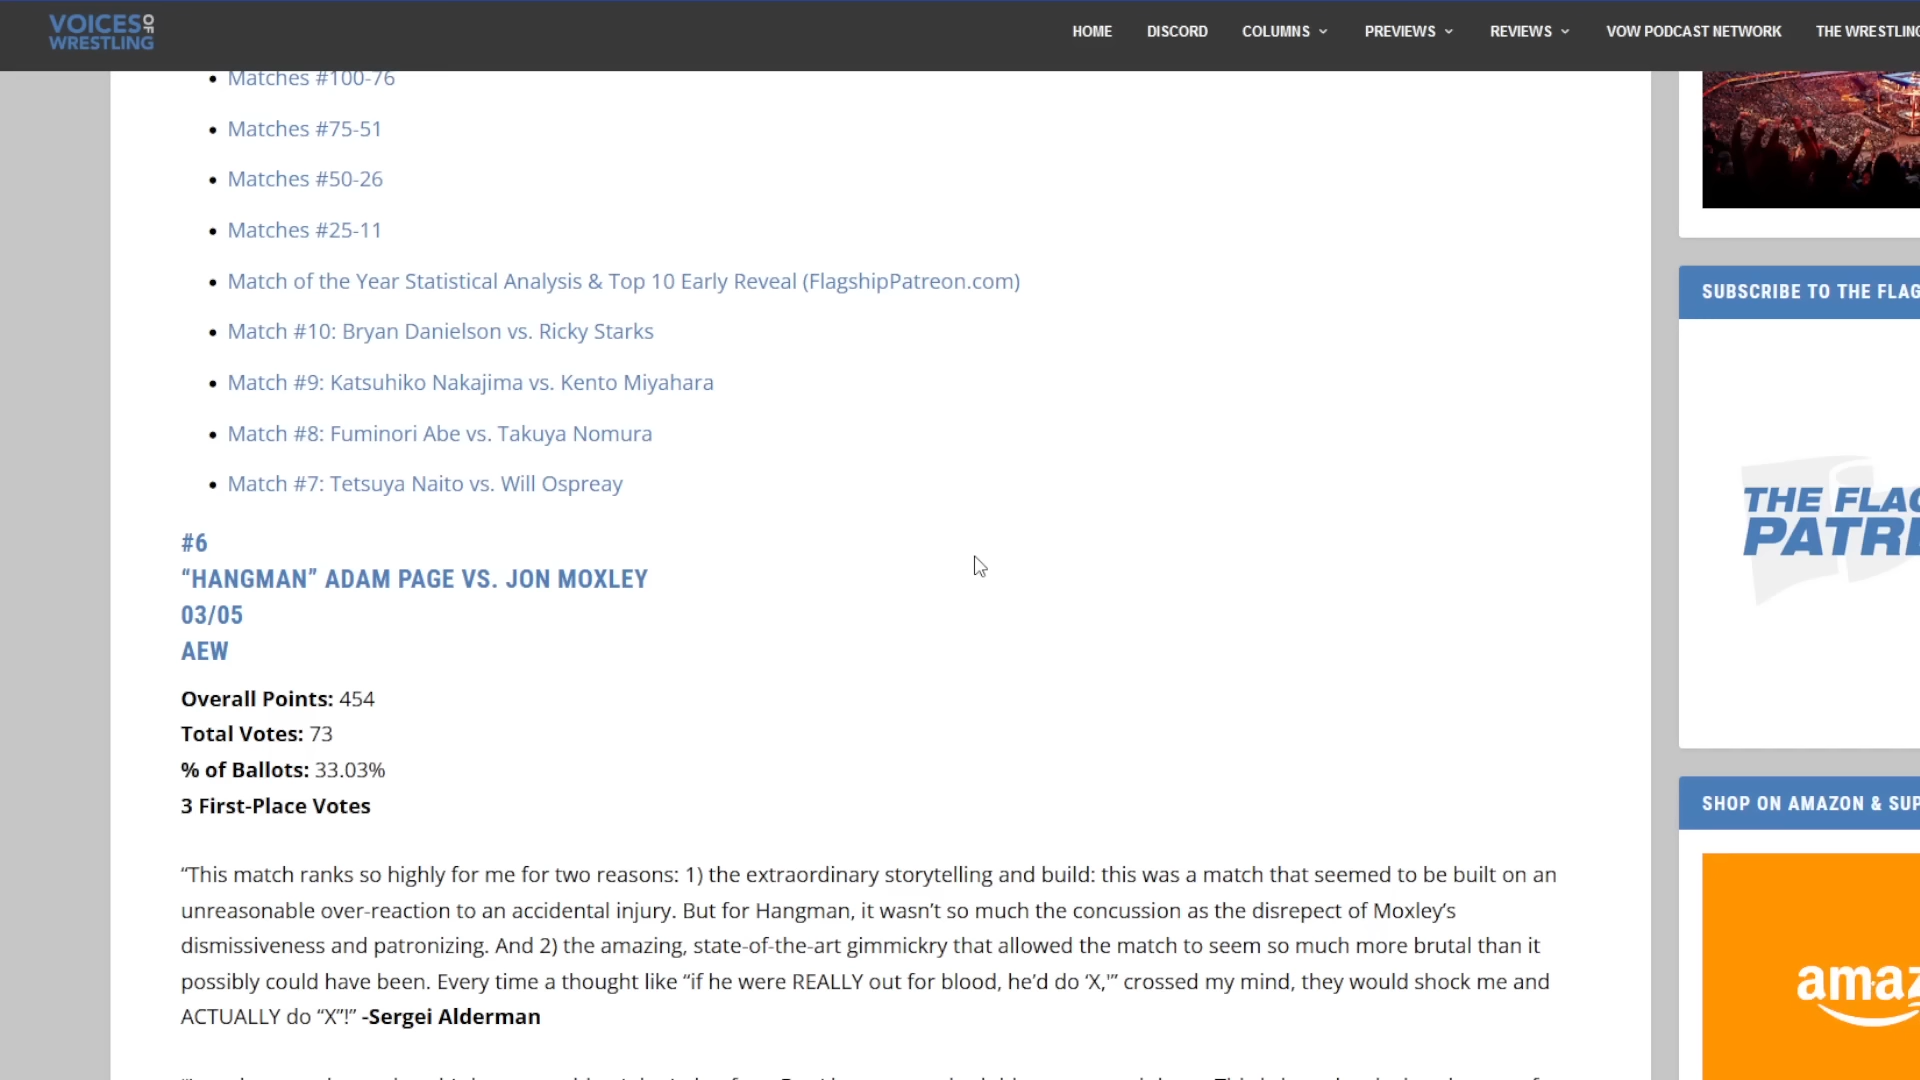 VOICES OF
WRESTLING
HOME DISCORD COLUMNS PREVIEWS REVIEWS VOW PODCAST NETWORK THE WRESTLING
Matches #100-76
Matches #75-51
Matches #50-26
Matches #25-11
Match of the Year Statistical Analysis & Top 10 Early Reveal (FlagshipPatreon.com)
Match #10: Bryan Danielson vs. Ricky Starks
Match #9: Katsuhiko Nakajima vs. Kento Miyahara
Match #8: Fuminori Abe vs. Takuya Nomura
Match #7: Tetsuya Naito vs. Will Ospreay
#6
“HANGMAN” ADAM PAGE VS. JON MOXLEY
03/05
AEW
Overall Points: 454
Total Votes: 73
% of Ballots: 33.03%
3 First-Place Votes
“This match ranks so highly for me for two reasons: 1) the extraordinary storytelling and build: this was a match that seemed to be built on an
unreasonable over-reaction to an accidental injury. But for Hangman, it wasn’t so much the concussion as the disrepect of Moxley’s
dismissiveness and patronizing. And 2) the amazing, state-of-the-art gimmickry that allowed the match to seem so much more brutal than it
possibly could have been. Every time a thought like “if he were REALLY out for blood, he’d do ‘X,'” crossed my mind, they would shock me and
ACTUALLY do “X”!” -Sergei Alderman
SUBSCRIBE TO THE FLAG
THE FLAG
PATRE
SHOP ON AMAZON & SUP
amaz